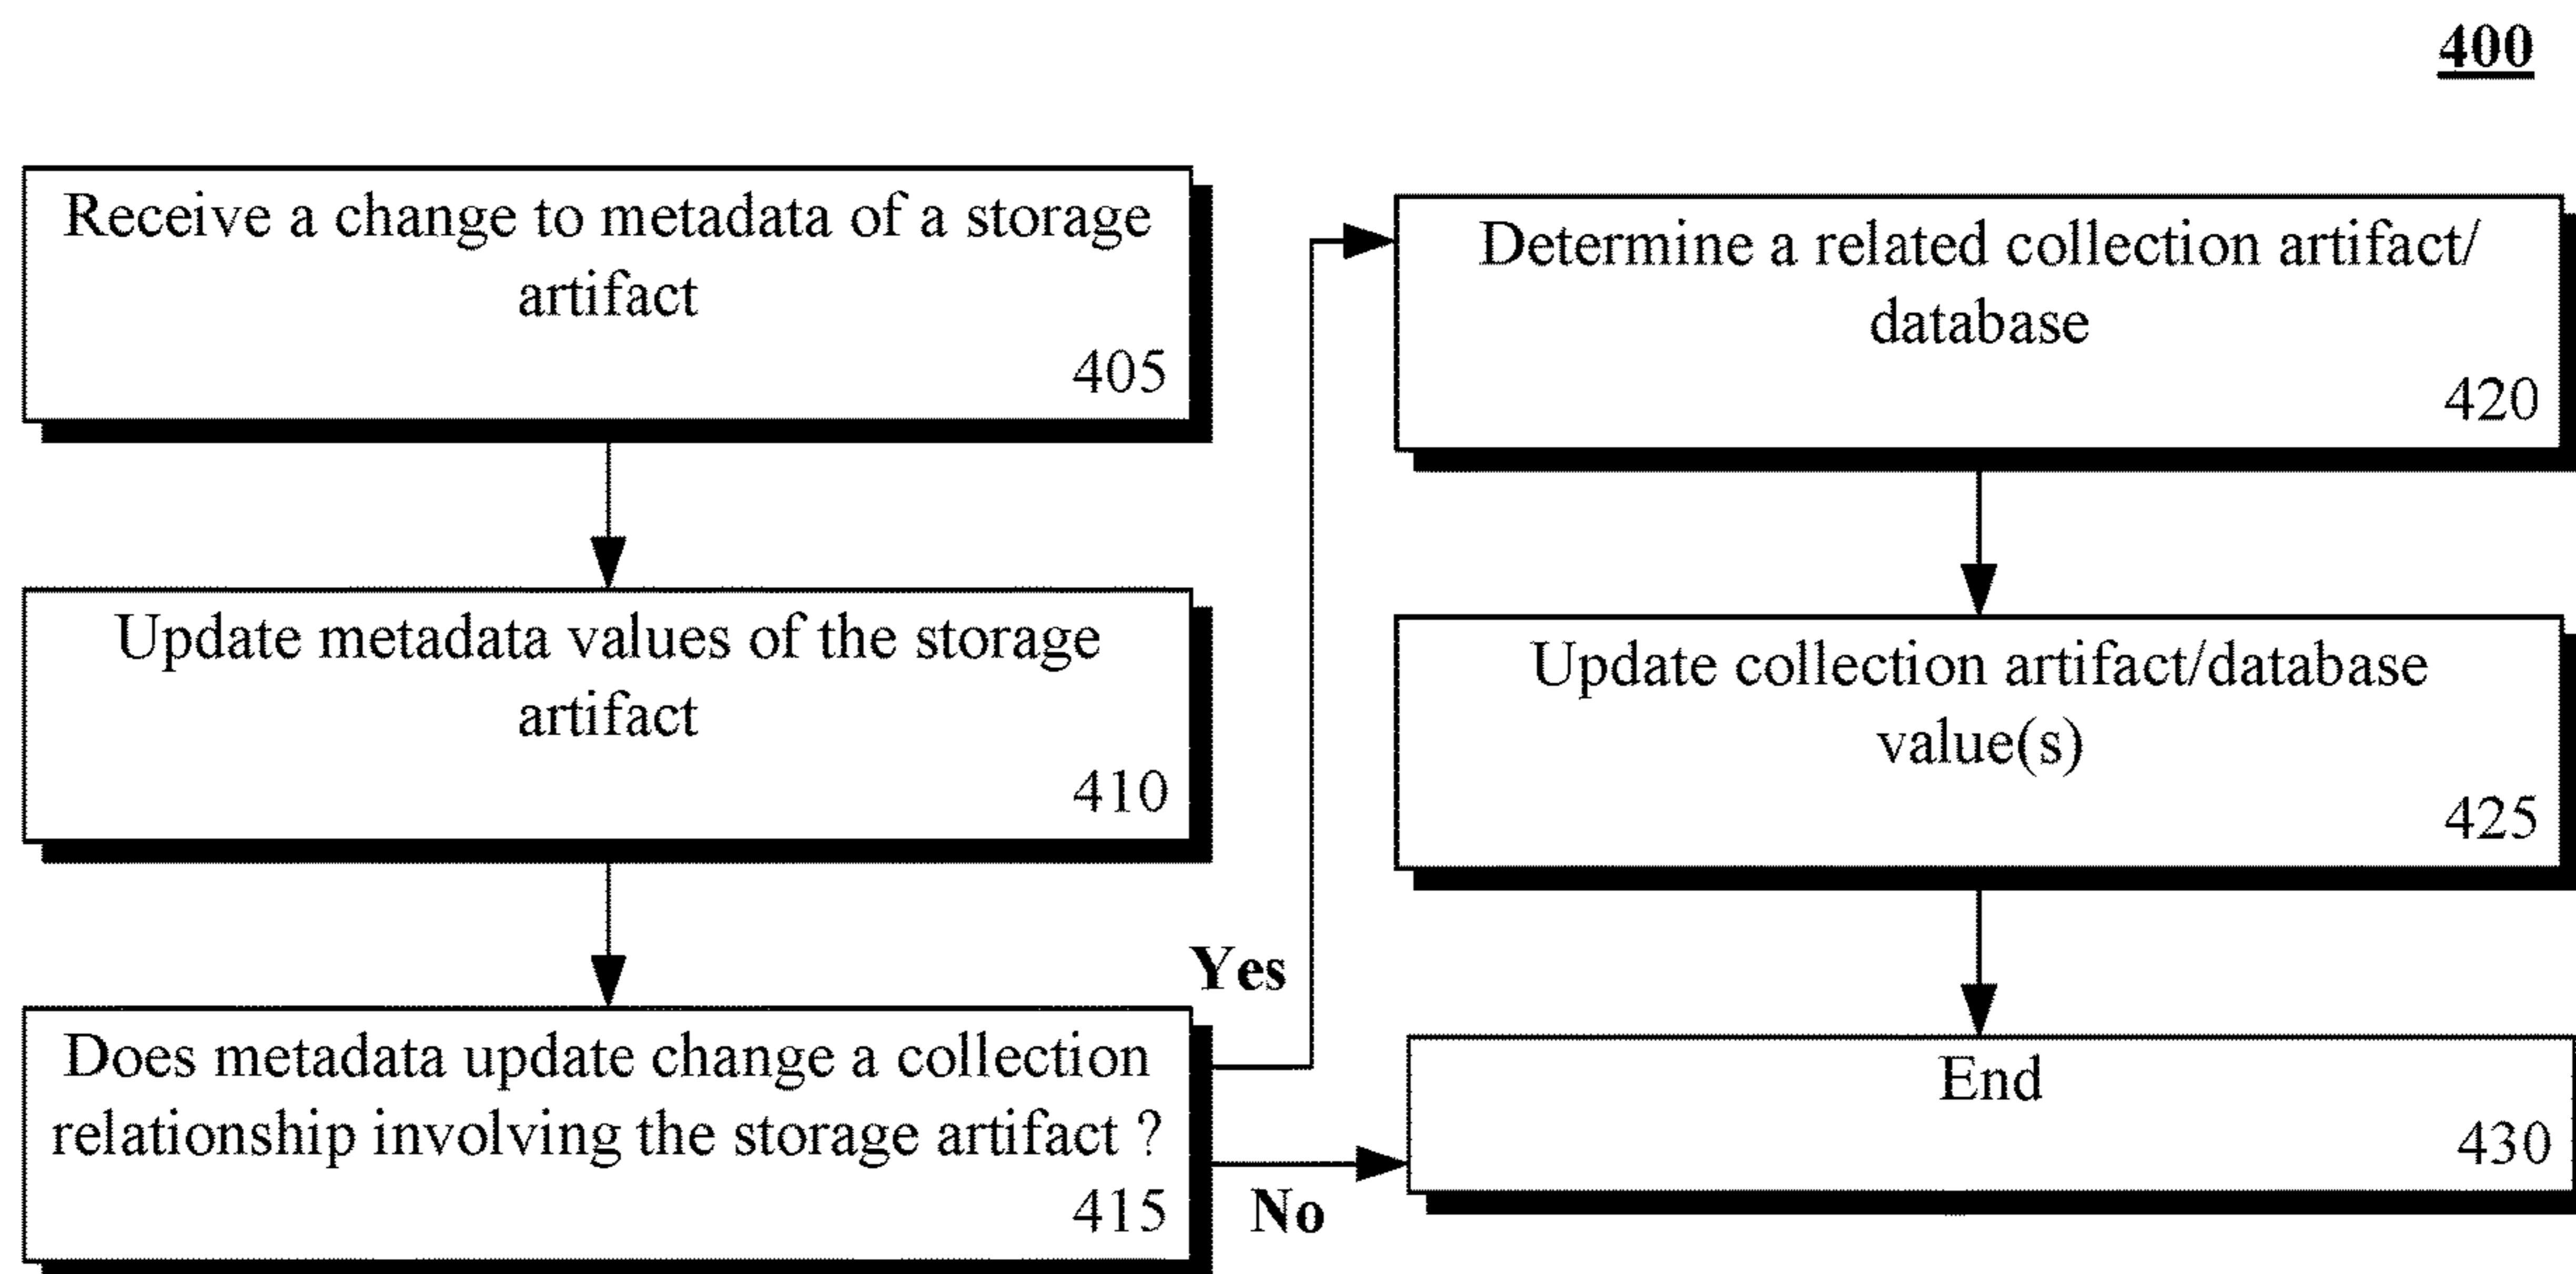 400
Receive a change to metadata of a storage
artifact
405
Update metadata values of the storage
artifact
410
Does metadata update change a collection
relationship involving the storage artifact ?
415
Yes
No
Determine a related collection artifact/
database
420
Update collection artifact/database
value(s)
425
End
430